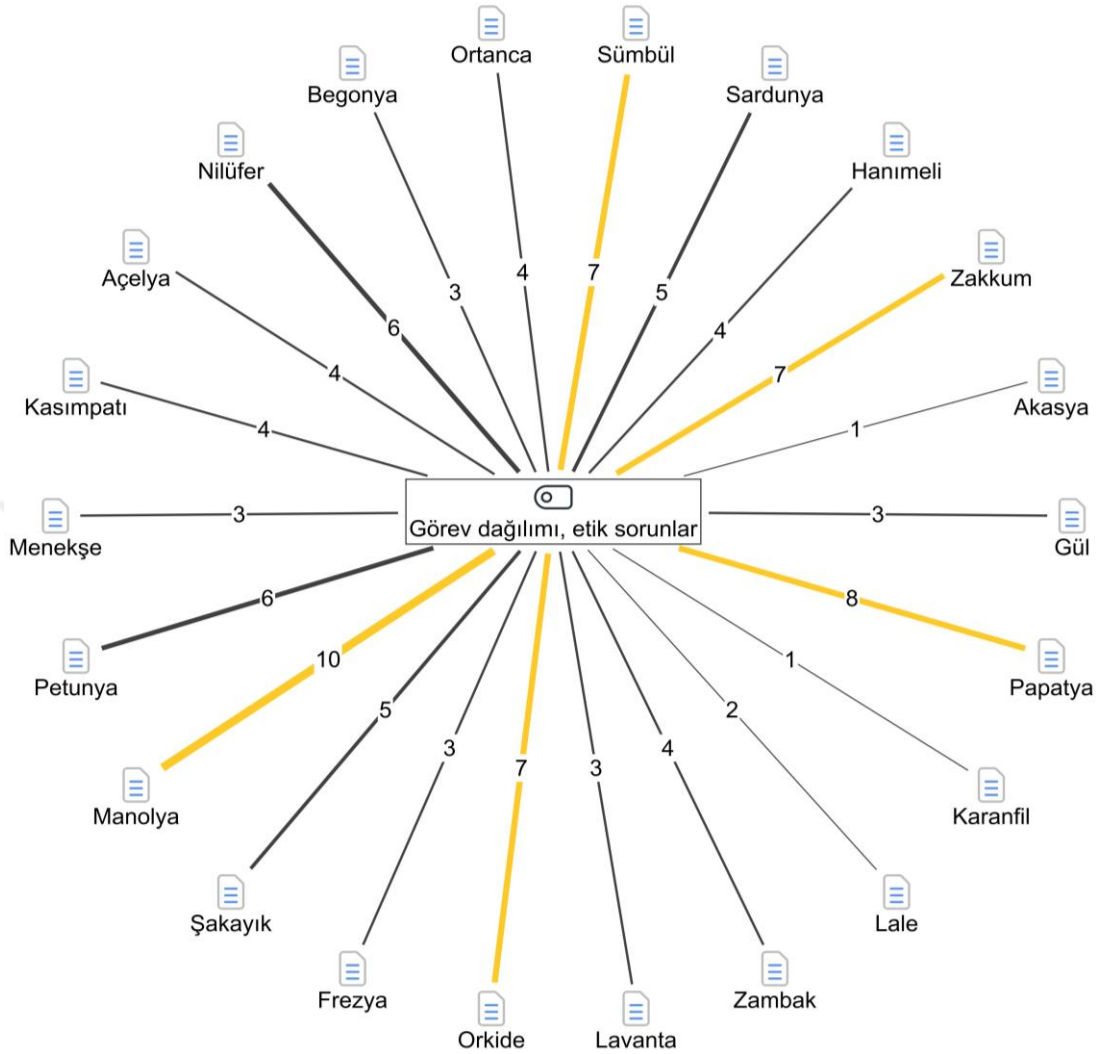 Ortanca
Sümbül
Begonya
Sardunya
Nilüfer
Hanımeli
Açelya
Zakkum
4
7
5
3
6
4
4
7
Kasımpatı
Akasya
4
1
Menekşe
3
Görev dağılımı, etik sorunlar
3
Gül
6
8
10
1
Petunya
Papatya
5
2
3
4
7
3
Manolya
Karanfil
Şakayık
Lale
Frezya
Zambak
Orkide
Lavanta